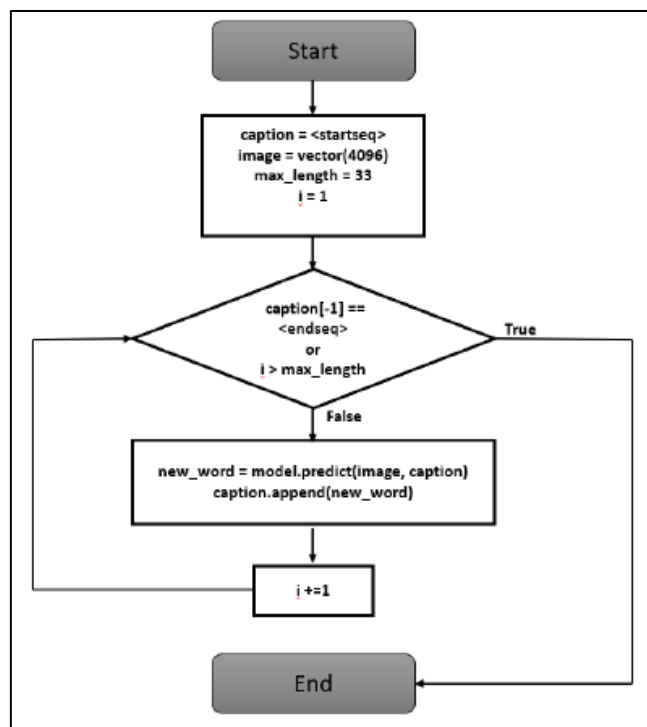 Start
caption = <startseq>
image = vector(4096)
max_length = 33
i = 1
caption[-1] ==
<endseq>
or
i > max_length
True
False
new_word = model.predict(image, caption)
caption.append(new_word)
i +=1
End